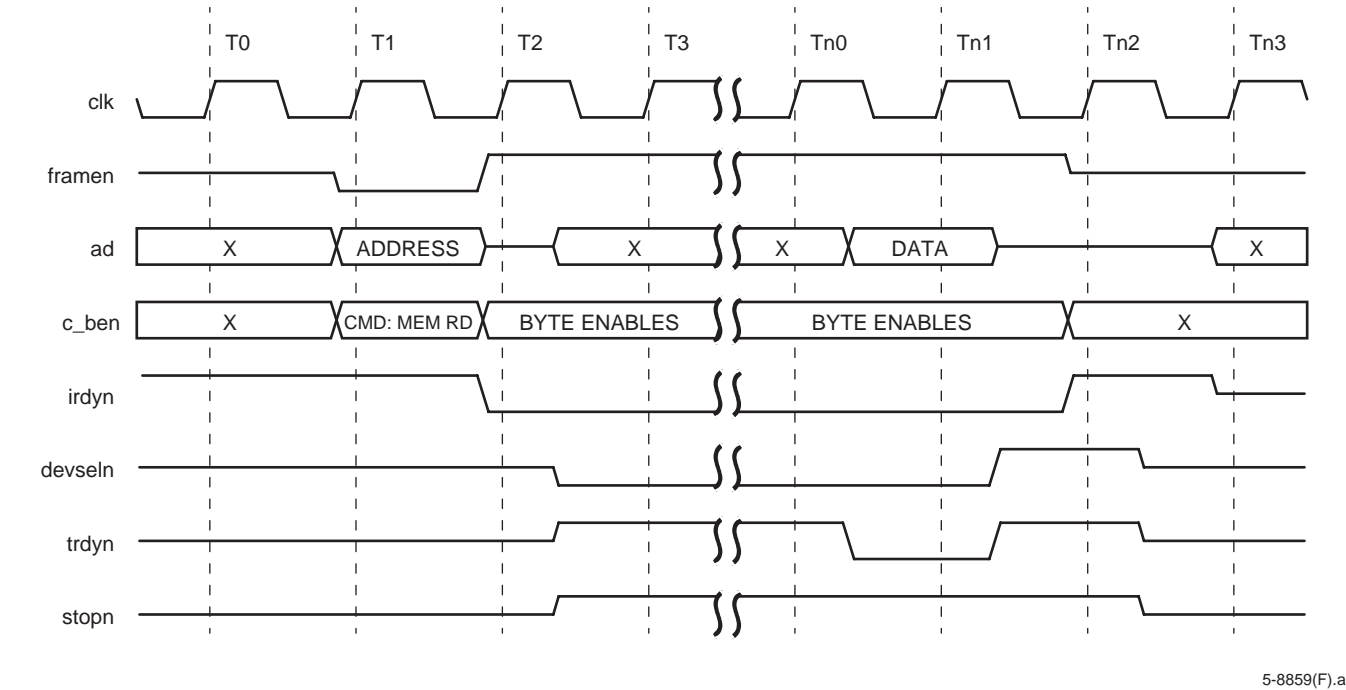 T0 T1 T2 T3 Tn0 Tn1 Tn2 Tn3
clk
framen
ad X ADDRESS X X DATA X
c_ben X CMD: MEM RD BYTE ENABLES BYTE ENABLES X
irdyn
devseln
trdyn
stopn
5-8859(F).a